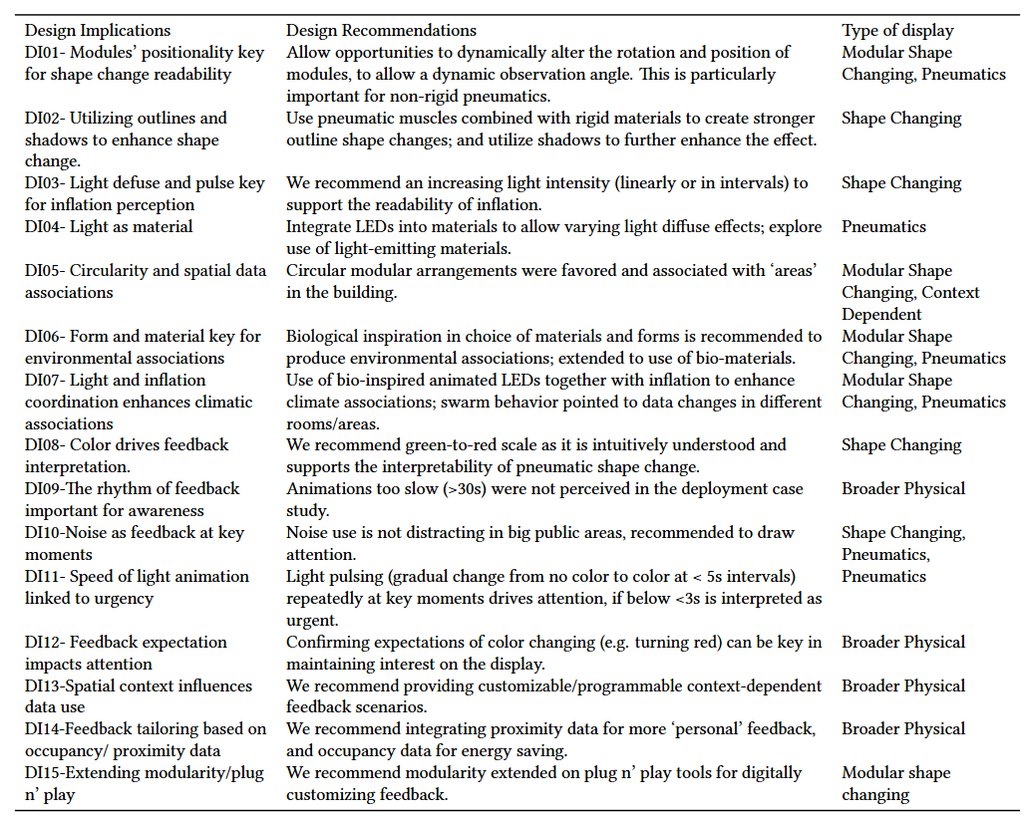 Design Implications
Design Recommendations
Type of display
DI01- Modules' positionality key
for shape change readability
Allow opportunities to dynamically alter the rotation and position of
modules, to allow a dynamic observation angle. This is particularly
important for non-rigid pneumatics.
Modular Shape
Changing, Pneumatics
DI02- Utilizing outlines and
shadows to enhance shape
change.
Use pneumatic muscles combined with rigid materials to create stronger
outline shape changes; and utilize shadows to further enhance the effect.
Shape Changing
DI03- Light defuse and pulse key
for inflation perception
We recommend an increasing light intensity (linearly or in intervals) to
support the readability of inflation.
Shape Changing
DI04- Light as material
Integrate LEDs into materials to allow varying light diffuse effects; explore
use of light-emitting materials.
Pneumatics
DI05- Circularity and spatial data
associations
Circular modular arrangements were favored and associated with 'areas'
in the building.
Modular Shape
Changing, Context
Dependent
DI06- Form and material key for
environmental associations
Biological inspiration in choice of materials and forms is recommended to
produce environmental associations; extended to use of bio-materials.
Modular Shape
Changing, Pneumatics
DI07- Light and inflation
coordination enhances climatic
associations
Use of bio-inspired animated LEDs together with inflation to enhance
climate associations; swarm behavior pointed to data changes in different
rooms/areas.
Modular Shape
Changing, Pneumatics
DI08- Color drives feedback
interpretation.
We recommend green-to-red scale as it is intuitively understood and
supports the interpretability of pneumatic shape change.
Shape Changing
DI09-The rhythm of feedback
important for awareness
Animations too slow (>30s) were not perceived in the deployment case
study.
Broader Physical
DI10-Noise as feedback at key
moments
Noise use is not distracting in big public areas, recommended to draw
attention.
Shape Changing,
Pneumatics,
DI11- Speed of light animation
linked to urgency
Light pulsing (gradual change from no color to color at < 5s intervals)
repeatedly at key moments drives attention, if below <3s is interpreted as
urgent.
Pneumatics
DI12- Feedback expectation
impacts attention
Confirming expectations of color changing (e.g. turning red) can be key in
maintaining interest on the display.
Broader Physical
DI13-Spatial context influences
data use
We recommend providing customizable/programmable context-dependent
feedback scenarios.
Broader Physical
DI14-Feedback tailoring based on
occupancy/ proximity data
We recommend integrating proximity data for more 'personal' feedback,
and occupancy data for energy saving.
Broader Physical
DI15-Extending modularity/plug
n' play
We recommend modularity extended on plug n' play tools for digitally
customizing feedback.
Modular shape
changing